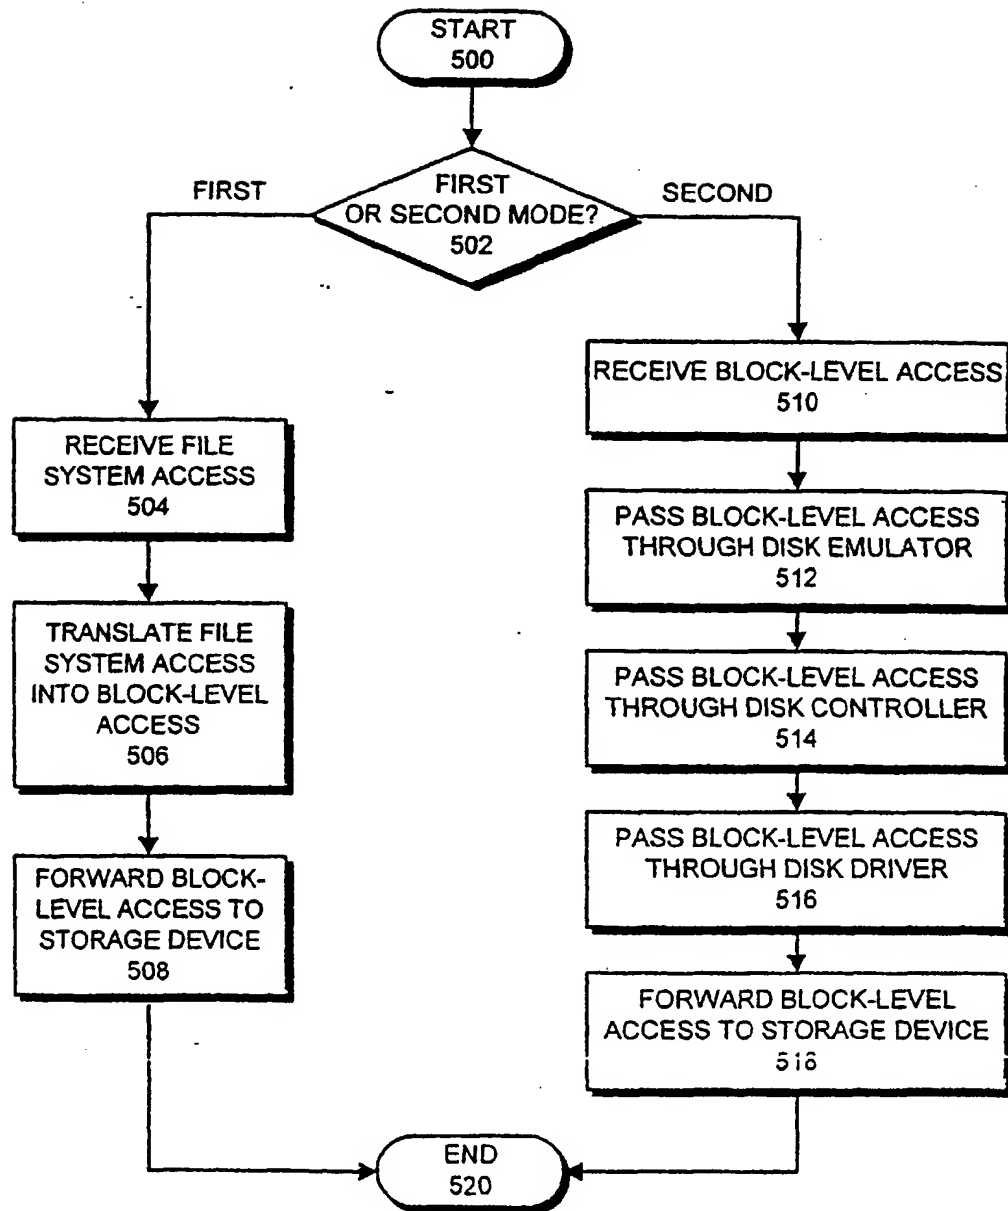 START
500
FIRST
OR SECOND MODE?
502
FIRST
SECOND
RECEIVE FILE
SYSTEM ACCESS
504
TRANSLATE FILE
SYSTEM ACCESS
INTO BLOCK-LEVEL
ACCESS
506
FORWARD BLOCK-
LEVEL ACCESS TO
STORAGE DEVICE
508
RECEIVE BLOCK-LEVEL ACCESS
510
PASS BLOCK-LEVEL ACCESS
THROUGH DISK EMULATOR
512
PASS BLOCK-LEVEL ACCESS
THROUGH DISK CONTROLLER
514
PASS BLOCK-LEVEL ACCESS
THROUGH DISK DRIVER
516
FORWARD BLOCK-LEVEL
ACCESS TO STORAGE DEVICE
518
END
520